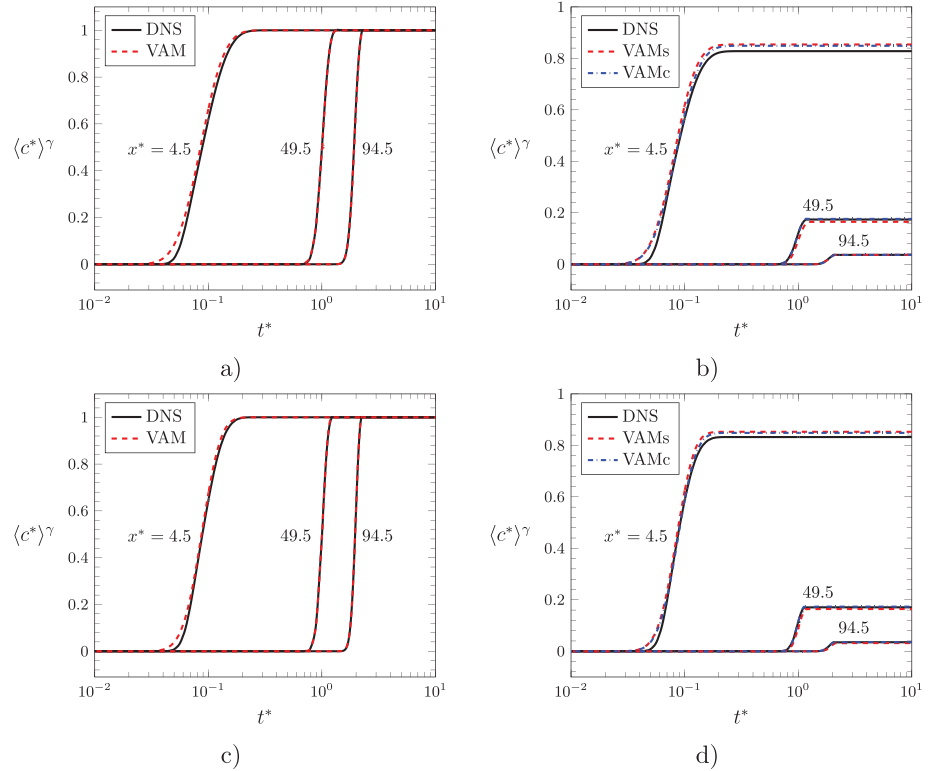 DNS
VAM
1
0.8
0.6
0.4
0.2
0
⟨c*⟩^γ
x* = 4.5
49.5
94.5
10^−2
10^−1
10^0
10^1
t*
a)
DNS
VAMs
VAMc
1
0.8
0.6
0.4
0.2
0
⟨c*⟩^γ
x* = 4.5
49.5
94.5
10^−2
10^−1
10^0
10^1
t*
b)
DNS
VAM
1
0.8
0.6
0.4
0.2
0
⟨c*⟩^γ
x* = 4.5
49.5
94.5
10^−2
10^−1
10^0
10^1
t*
c)
DNS
VAMs
VAMc
1
0.8
0.6
0.4
0.2
0
⟨c*⟩^γ
x* = 4.5
49.5
94.5
10^−2
10^−1
10^0
10^1
t*
d)